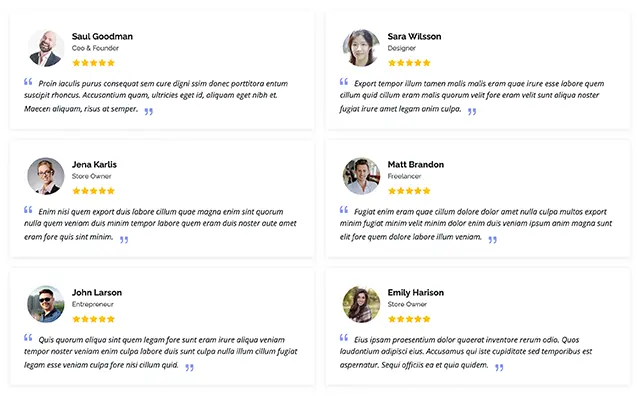 Saul Goodman
Ceo & Founder
“ Proin iaculis purus consequat sem cure digni ssim donec porttitora entum
suscipit rhoncus. Accusantium quam, ultricies eget id, aliquam eget nibh et.
Maecen aliquam, risus at semper. ”
Sara Wilsson
Designer
“ Export tempor illum tamen malis malis eram quae irure esse labore quem
cillum quid cillum eram malis quorum velit fore eram velit sunt aliqua noster
fugiat irure amet legam anim culpa. ”
Jena Karlis
Store Owner
“ Enim nisi quem export duis labore cillum quae magna enim sint quorum
nulla quem veniam duis minim tempor labore quem eram duis noster aute amet
eram fore quis sint minim. ”
Matt Brandon
Freelancer
“ Fugiat enim eram quae cillum dolore dolor amet nulla culpa multos export
minim fugiat minim velit minim dolor enim duis veniam ipsum anim magna sunt
elit fore quem dolore labore illum veniam. ”
John Larson
Entrepreneur
“ Quis quorum aliqua sint quem legam fore sunt eram irure aliqua veniam
tempor noster veniam enim culpa labore duis sunt culpa nulla illum cillum fugiat
legam esse veniam culpa fore nisi cillum quid. ”
Emily Harison
Store Owner
“ Eius ipsam praesentium dolor quaerat inventore rerum odio. Quos
laudantium adipisci eius. Accusamus qui iste cupiditate sed temporibus est
aspernatur. Sequi officiis ea et quia quidem. ”